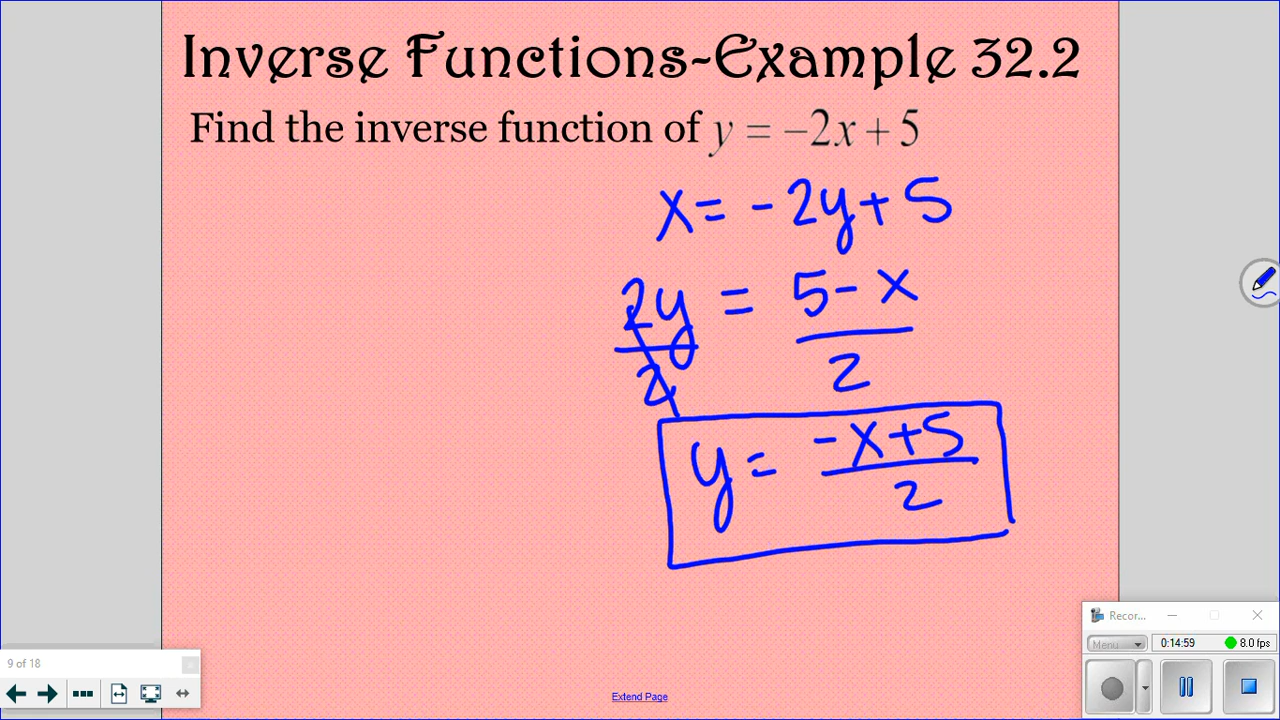 Inverse Functions-Example 32.2
Find the inverse function of y = -2x + 5
x = -2y + 5
2y = 5 - x
2 2
y = -x + 5
2
9 of 18
Extend Page
Recor...
Menu 0:14:59 8.0 fps